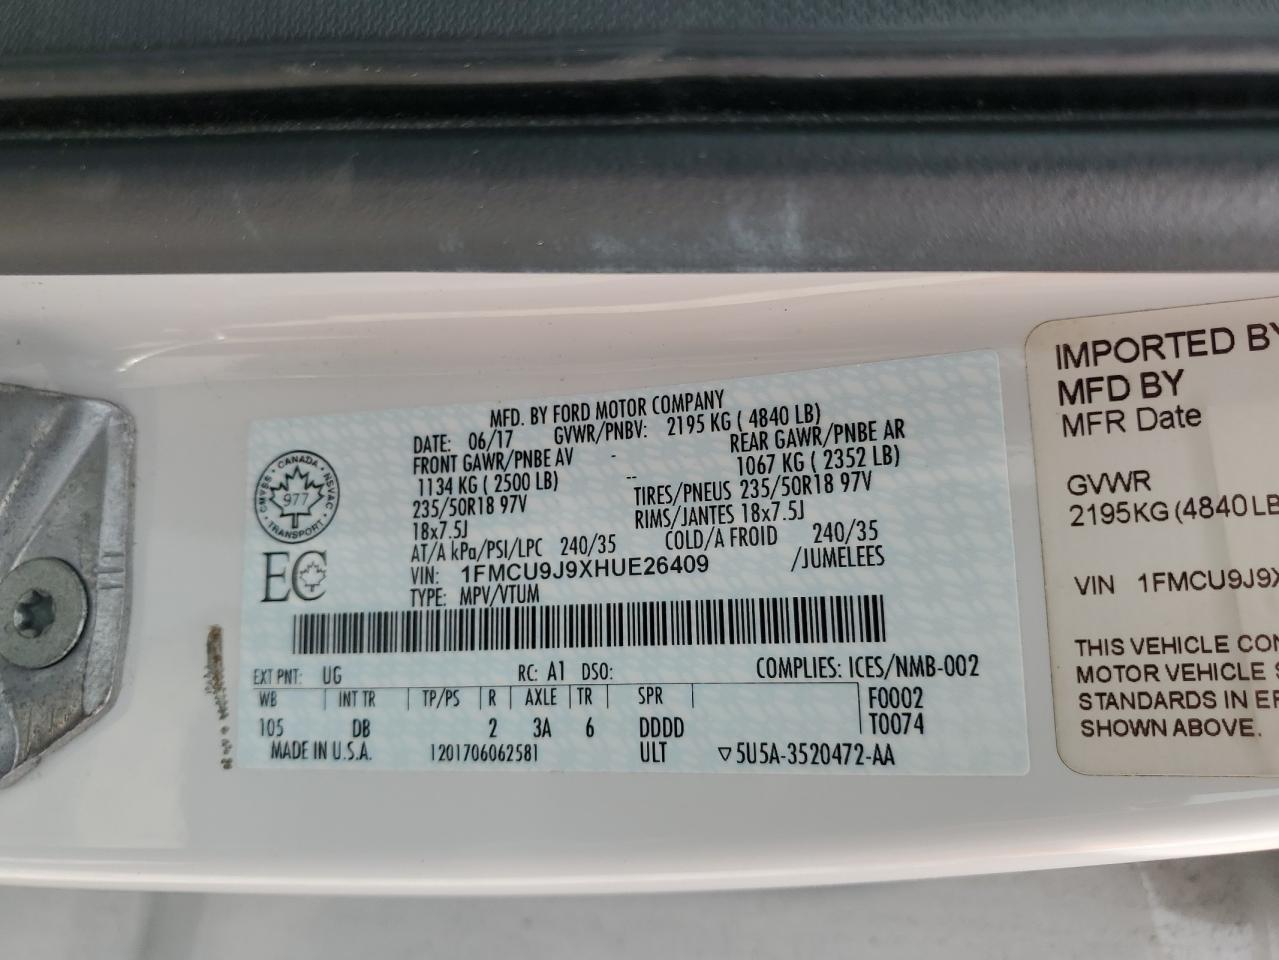 MFD. BY FORD MOTOR COMPANY
DATE: 06/17 GVWR/PNBV: 2195 KG ( 4840 LB)
FRONT GAWR/PNBE AV - REAR GAWR/PNBE AR
1134 KG ( 2500 LB) -- 1067 KG ( 2352 LB)
235/50R18 97V TIRES/PNEUS 235/50R18 97V
18x7.5J RIMS/JANTES 18x7.5J
AT/A kPa/PSI/LPC 240/35 COLD/A FROID 240/35
VIN: 1FMCU9J9XHUE26409 /JUMELEES
TYPE: MPV/VTUM
CANADA
CMVSS NSVAC
977
TRANSPORT
EC
EXT PNT: UG RC: A1 DSO: COMPLIES: ICES/NMB-002
WB INT TR TP/PS R AXLE TR SPR F0002
105 DB 2 3A 6 DDDD T0074
MADE IN U.S.A. 1201706062581 ULT ▽5U5A-3520472-AA
IMPORTED BY
MFD BY
MFR Date
GVWR
2195KG (4840 LB
VIN 1FMCU9J9X
THIS VEHICLE CON
MOTOR VEHICLE S
STANDARDS IN EF
SHOWN ABOVE.